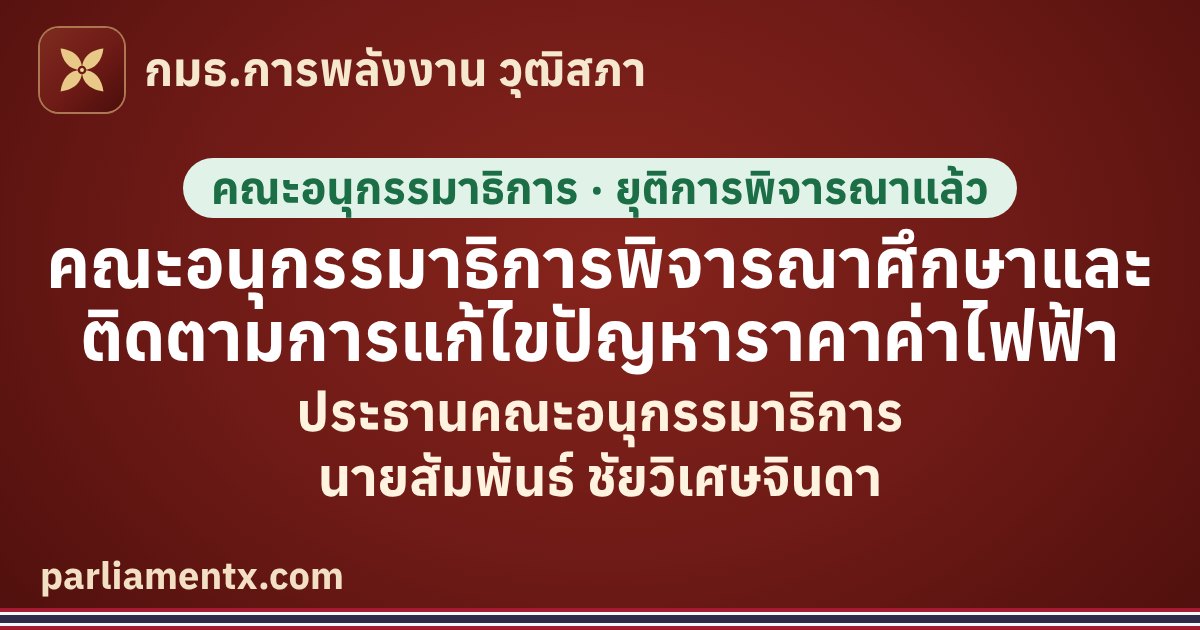 กมธ.การพลังงาน วุฒิสภา
คณะอนุกรรมาธิการ · ยุติการพิจารณาแล้ว
คณะอนุกรรมาธิการพิจารณาศึกษาและ
ติดตามการแก้ไขปัญหาราคาค่าไฟฟ้า
ประธานคณะอนุกรรมาธิการ
นายสัมพันธ์ ชัยวิเศษจินดา
parliamentx.com